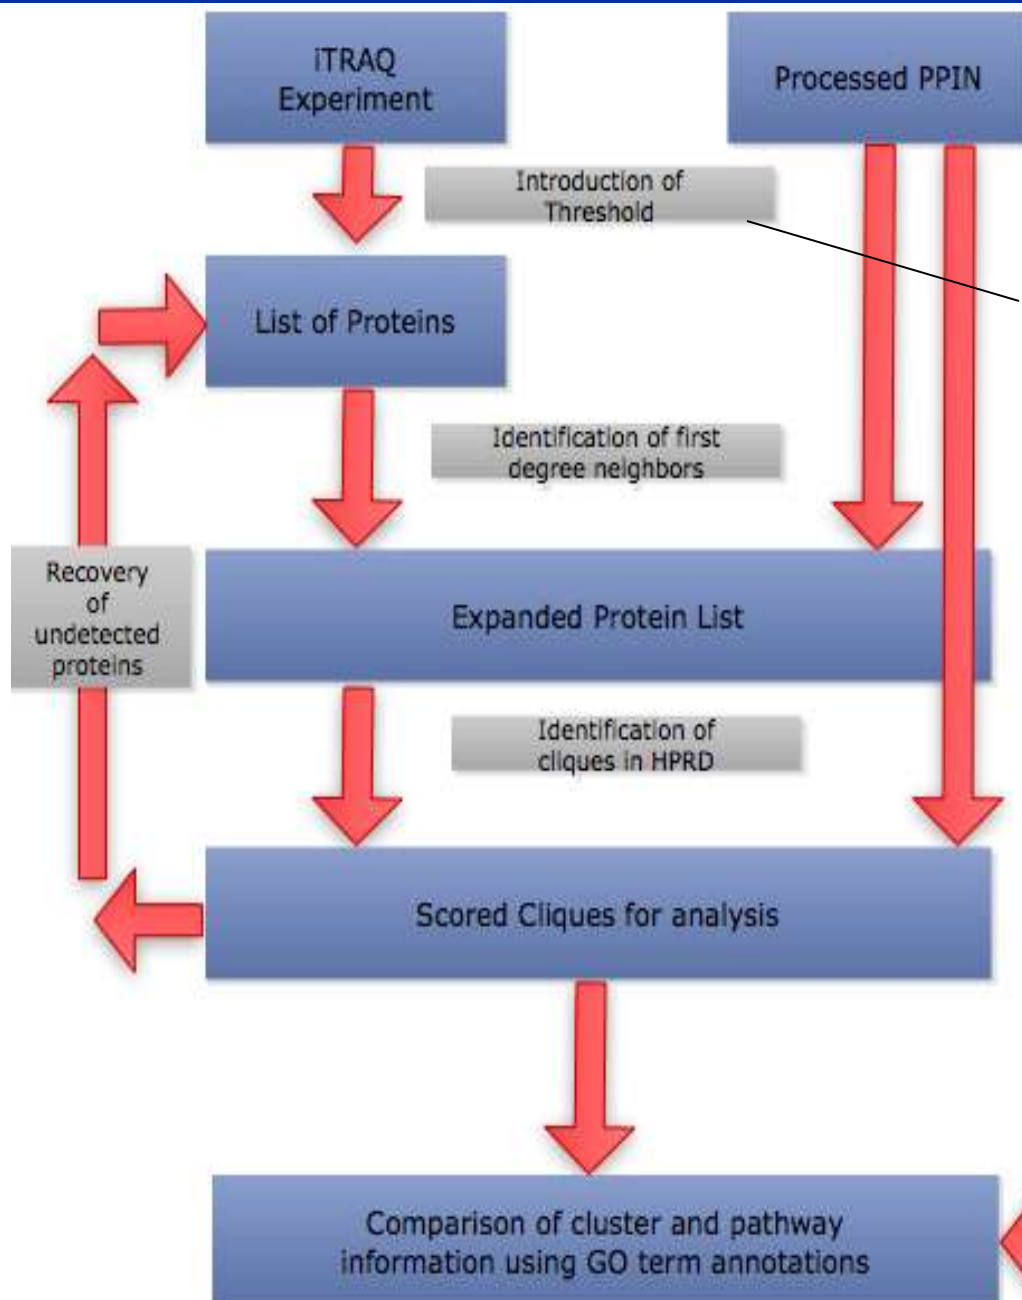 iTRAQ
Experiment
Processed PPIN
Introduction of
Threshold
List of Proteins
Identification of first
degree neighbors
Recovery
of
undetected
proteins
Expanded Protein List
Identification of
cliques in HPRD
Scored Cliques for analysis
Comparison of cluster and pathway
information using GO term annotations